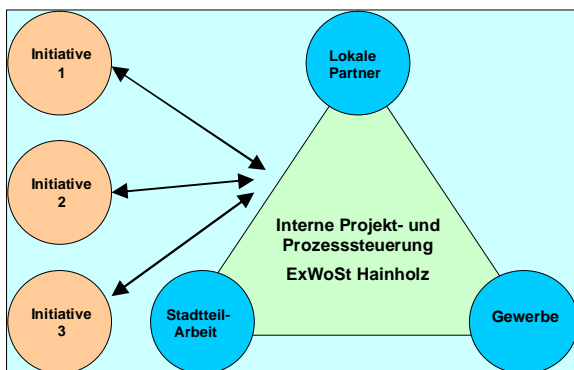 Initiative
1
Initiative
2
Initiative
3
Lokale
Partner
Interne Projekt- und
Prozesssteuerung
ExWoSt Hainholz
Stadtteil-
Arbeit
Gewerbe